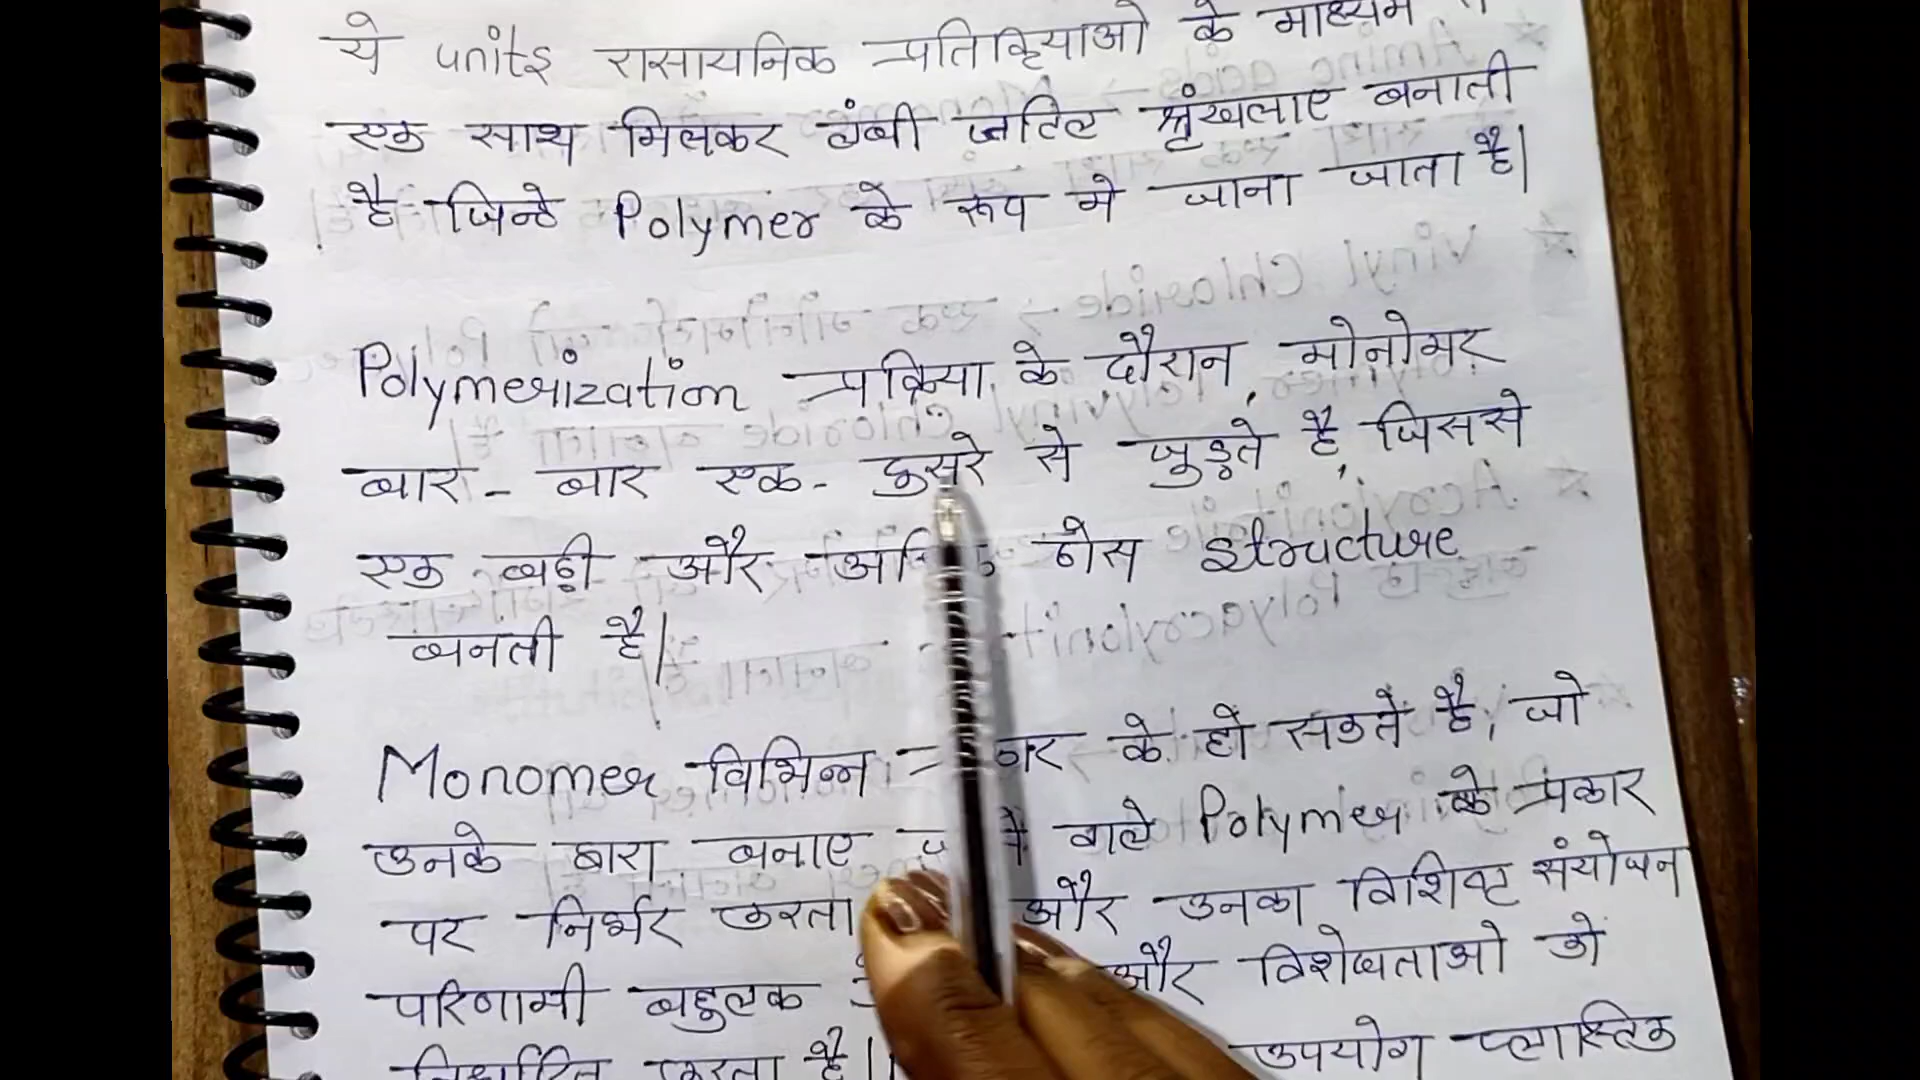 ये units रासायनिक प्रतिक्रियाओ के माध्यम
एक साथ मिलकर लंबी जटिल श्रृंखलाए बनाती
है जिन्हे Polymer के रूप मे जाना जाता है|
Polymerization प्रक्रिया के दौरान, मोनोमर
बार - बार एक - दुसरे से जुड़ते है, जिससे
एक बड़ी और ठोस structure
बनती है|
Monomer विभिन्न के हो सकते है, जो
उनके द्वारा बनाए वाले Polymer के प्रकार
पर निर्भर करता और उनका विशिष्ट संयोजन
परिणामी बहुलक और विशेषताओ को
निर्धारित करता है| उपयोग प्लास्टिक